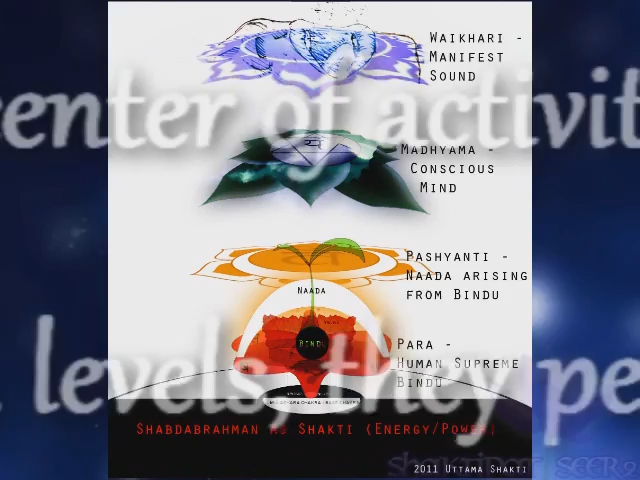 WAIKHARI -
MANIFEST
SOUND
center of activit
MADHYAMA -
CONSCIOUS
MIND
PASHYANTI -
NAADA ARISING
FROM BINDU
NAADA
BINDU
PARA -
HUMAN SUPREME
BINDU
levels, they pe
SHABDABRAHMAN AS SHAKTI (ENERGY/POWER)
2011 UTTAMA SHAKTI